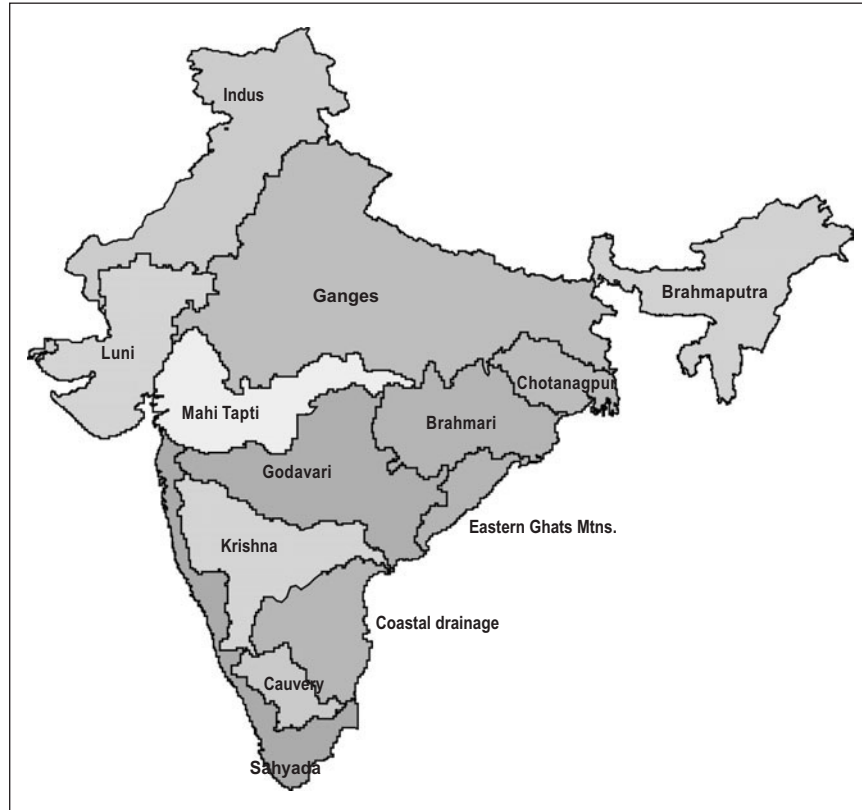 Indus
Ganges
Brahmaputra
Luni
Chotanagpur
Mahi Tapti
Brahmari
Godavari
Eastern Ghats Mtns.
Krishna
Coastal drainage
Cauvery
Sahyada